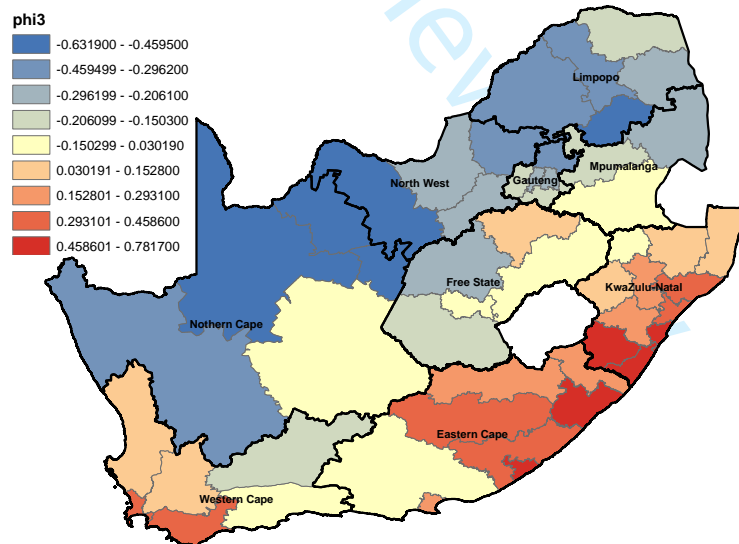 phi3
-0.631900 - -0.459500
-0.459499 - -0.296200
-0.296199 - -0.206100
-0.206099 - -0.150300
-0.150299 - 0.030190
0.030191 - 0.152800
0.152801 - 0.293100
0.293101 - 0.458600
0.458601 - 0.781700
Limpopo
Mpumalanga
North West
Gauteng
Free State
KwaZulu-Natal
Nothern Cape
Eastern Cape
Western Cape